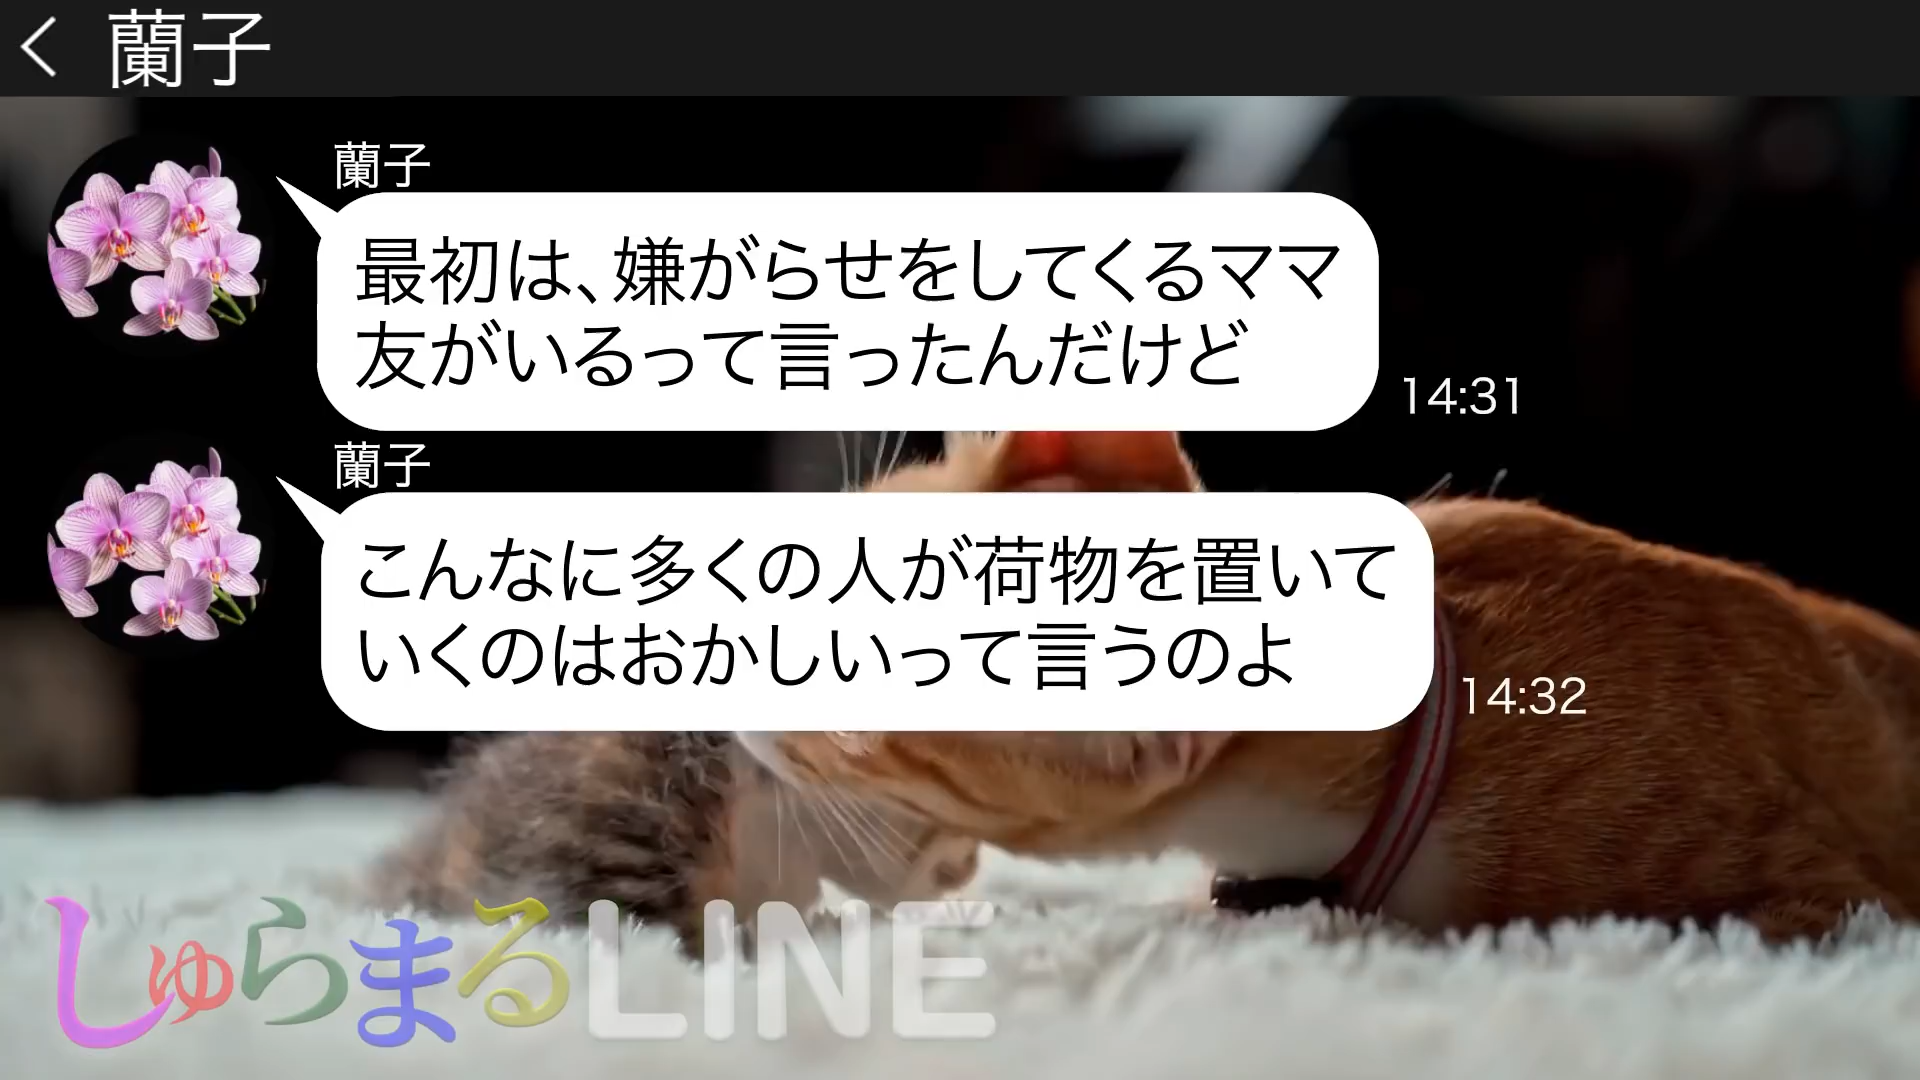 蘭子
蘭子
最初は、嫌がらせをしてくるママ
友がいるって言ったんだけど
14:31
蘭子
こんなに多くの人が荷物を置いて
いくのはおかしいって言うのよ
14:32
しゅらまるLINE